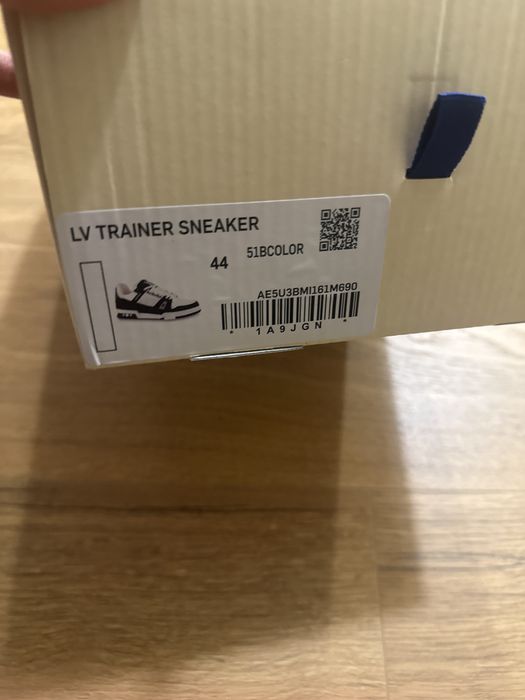 LV TRAINER SNEAKER
44
51BCOLOR
AE5U3BMI161M690
* 1A9JGN *